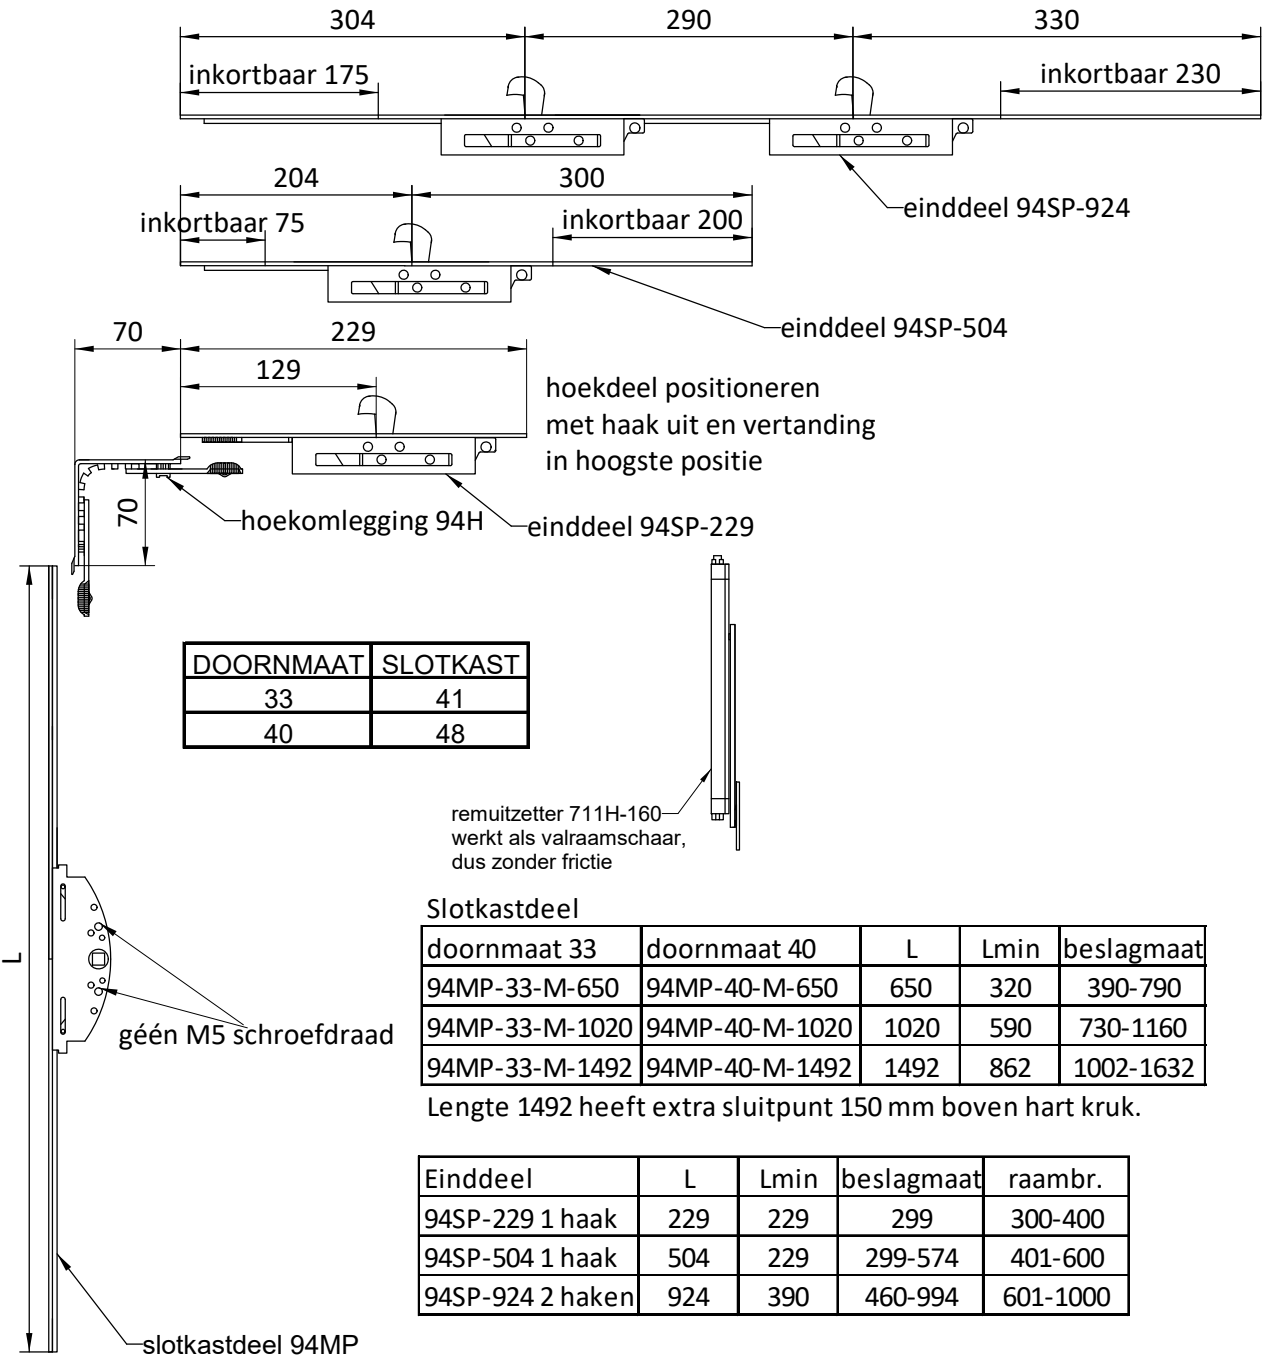 304 290 330
inkortbaar 175 inkortbaar 230
einddeel 94SP-924
204 300
inkortbaar 75 inkortbaar 200
einddeel 94SP-504
70 229
129
hoekdeel positioneren
met haak uit en vertanding
in hoogste positie
70
hoekomlegging 94H
einddeel 94SP-229
DOORNMAAT SLOTKAST
33 41
40 48
remuitzetter 711H-160
werkt als valraamschaar,
dus zonder frictie
L
géén M5 schroefdraad
Slotkastdeel
doornmaat 33 doornmaat 40 L Lmin beslagmaat
94MP-33-M-650 94MP-40-M-650 650 320 390-790
94MP-33-M-1020 94MP-40-M-1020 1020 590 730-1160
94MP-33-M-1492 94MP-40-M-1492 1492 862 1002-1632
Lengte 1492 heeft extra sluitpunt 150 mm boven hart kruk.
Einddeel L Lmin beslagmaat raambr.
94SP-229 1 haak 229 229 299 300-400
94SP-504 1 haak 504 229 299-574 401-600
94SP-924 2 haken 924 390 460-994 601-1000
slotkastdeel 94MP